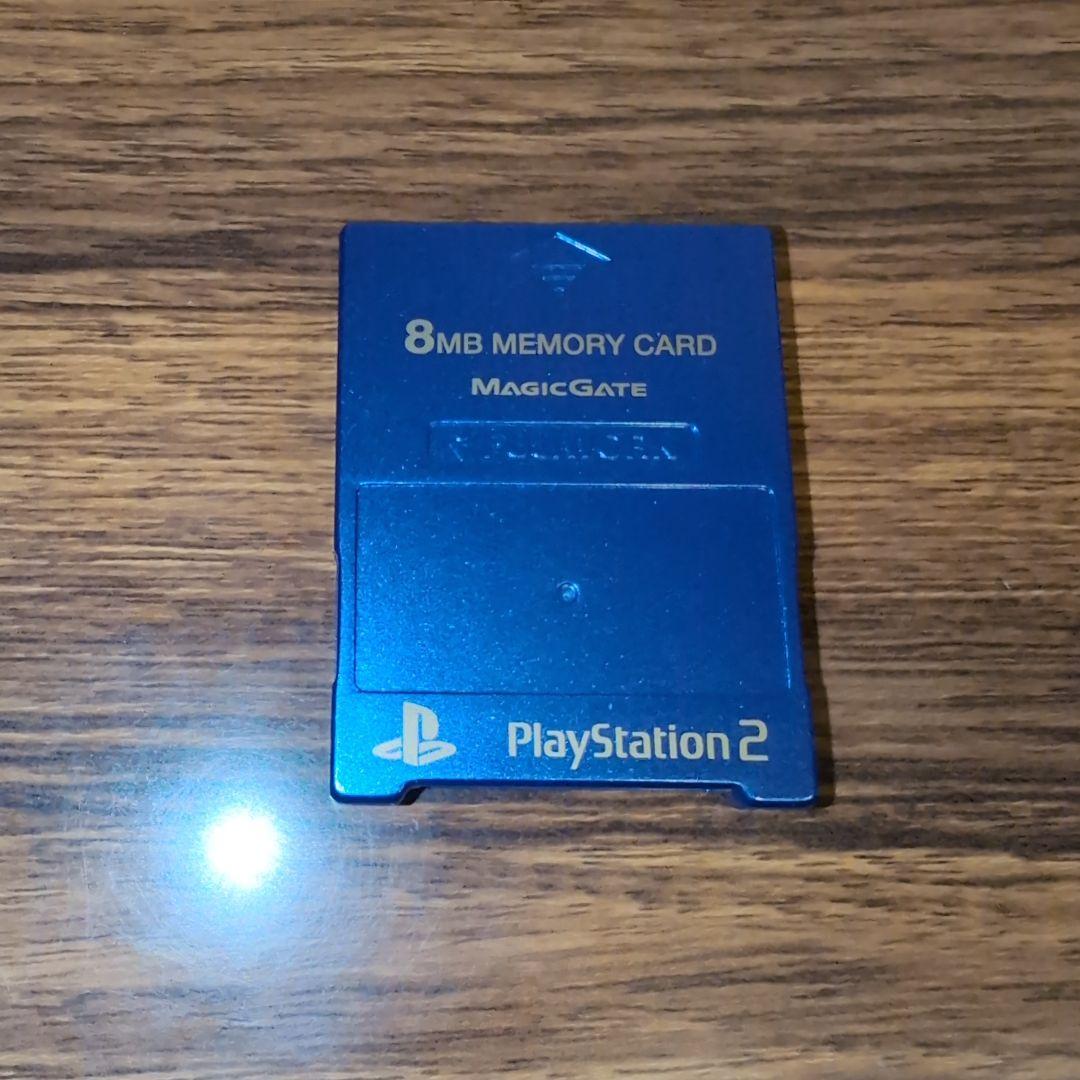 8MB MEMORY CARD
MAGICGATE
PlayStation 2